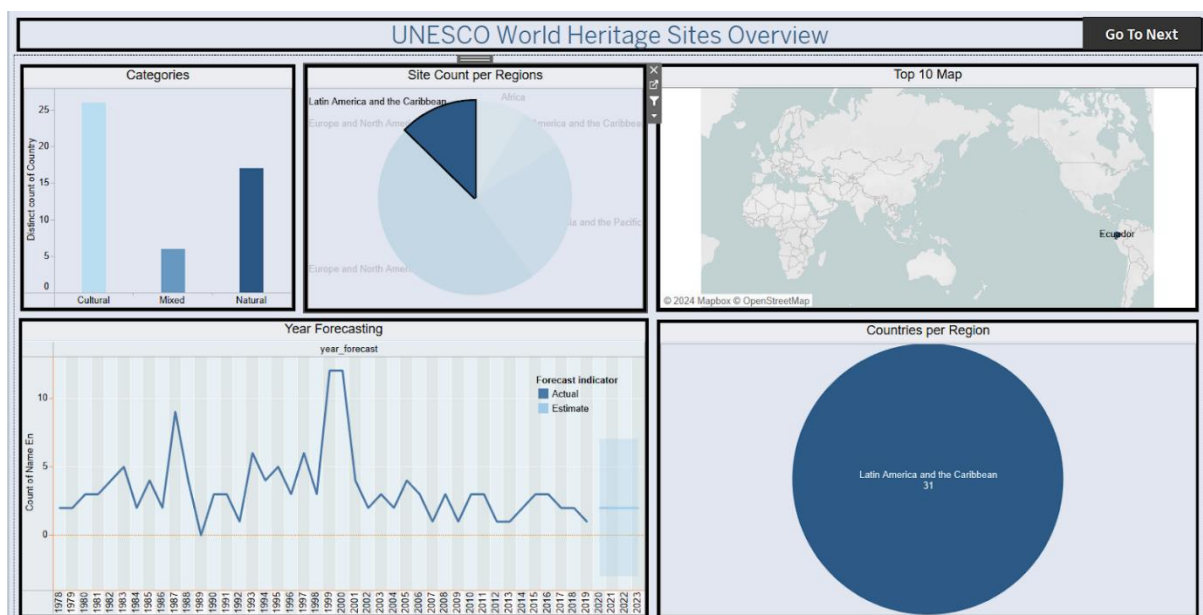 UNESCO World Heritage Sites Overview
Go To Next
Categories
Distinct count of Country
25
20
15
10
5
0
Cultural
Mixed
Natural
Site Count per Regions
Latin America and the Caribbean
Africa
Europe and North Ameri
America and the Caribbean
ia and the Pacific
Europe and North Americ
Top 10 Map
Ecuador
© 2024 Mapbox © OpenStreetMap
Year Forecasting
year_forecast
Count of Name En
10
5
0
Forecast indicator
Actual
Estimate
1978
1979
1980
1981
1982
1983
1984
1985
1986
1987
1988
1989
1990
1991
1992
1993
1994
1995
1996
1997
1998
1999
2000
2001
2002
2003
2004
2005
2006
2007
2008
2009
2010
2011
2012
2013
2014
2015
2016
2017
2018
2019
2020
2021
2022
2023
Countries per Region
Latin America and the Caribbean
31